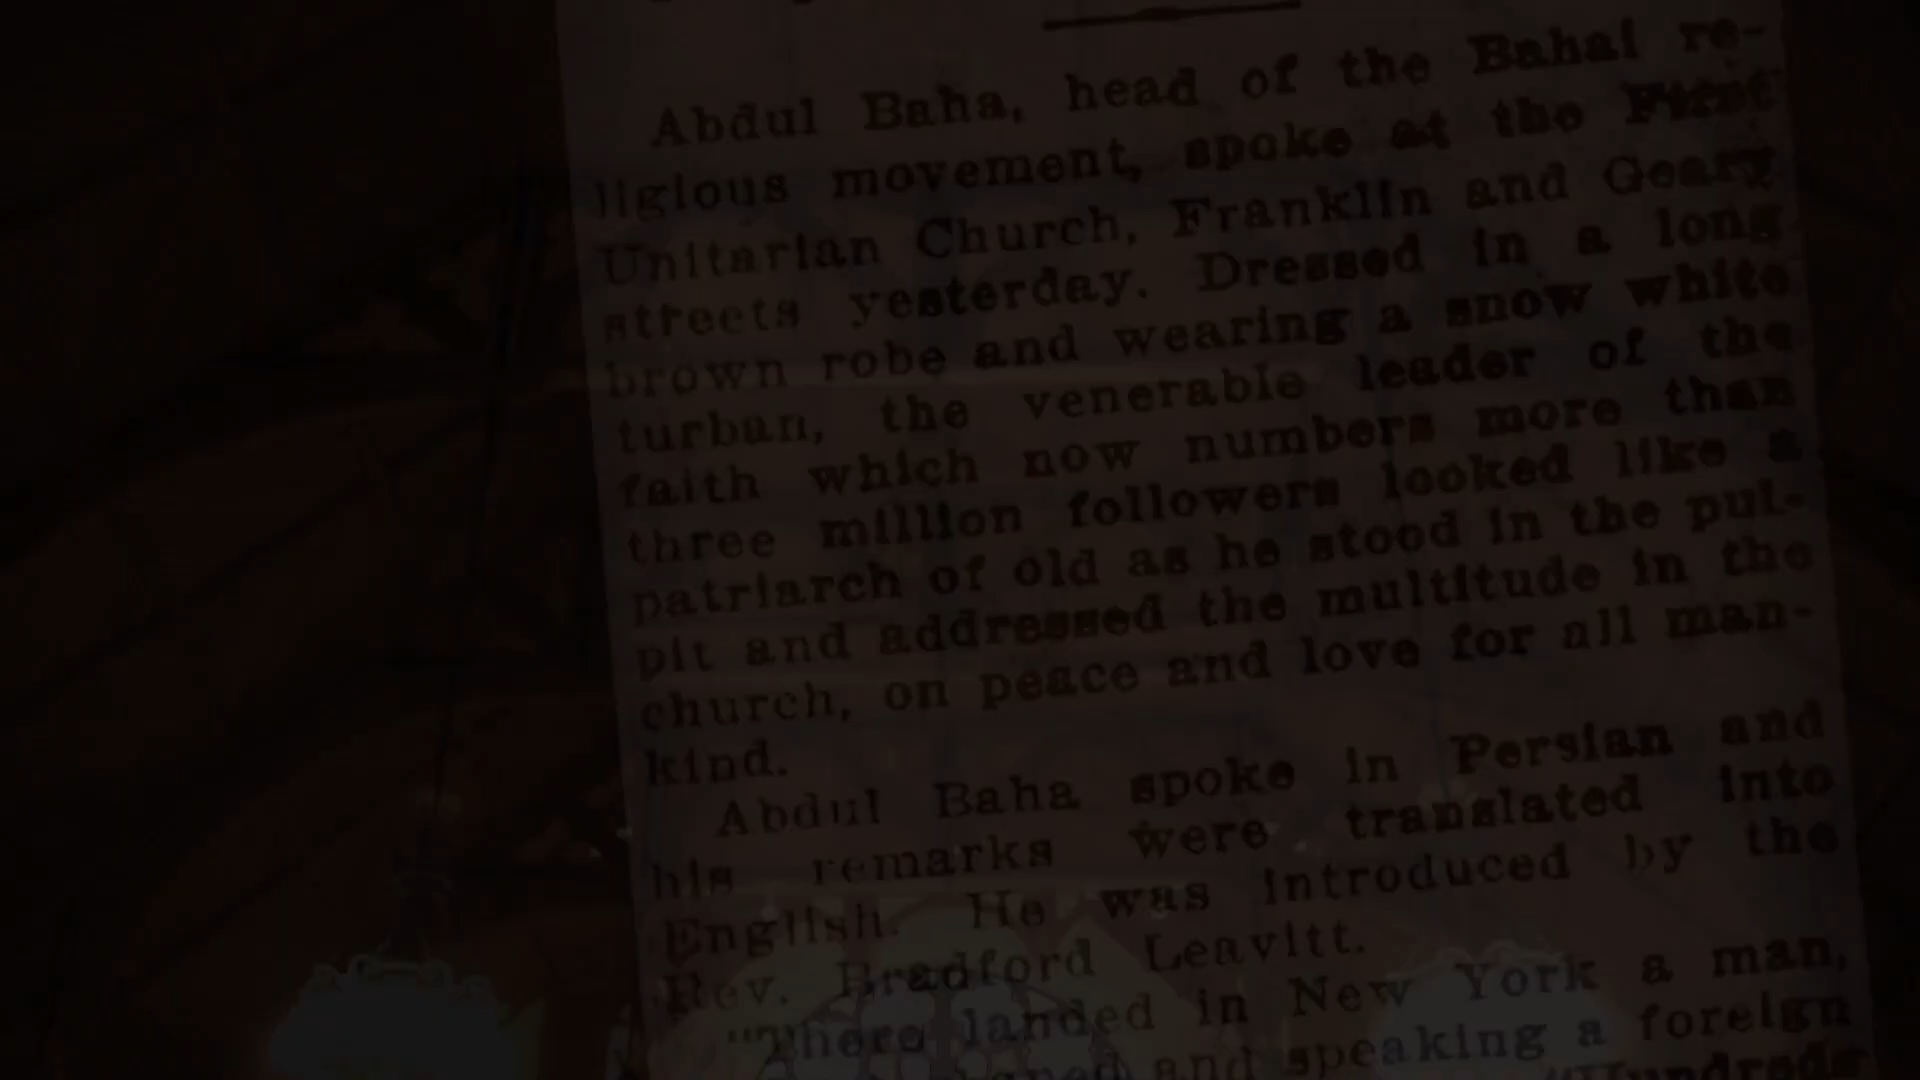 Abdul Baha, head of the Bahai re-
ligious movement, spoke at the First
Unitarian Church, Franklin and Geary
streets yesterday. Dressed in a long
brown robe and wearing a snow white
turban, the venerable leader of the
faith which now numbers more than
three million followers looked like a
patriarch of old as he stood in the pul-
pit and addressed the multitude in the
church, on peace and love for all man-
kind.
Abdul Baha spoke in Persian and
his remarks were translated into
English. He was introduced by the
Rev. Bradford Leavitt.
"There landed in New York a man,
and speaking a foreign